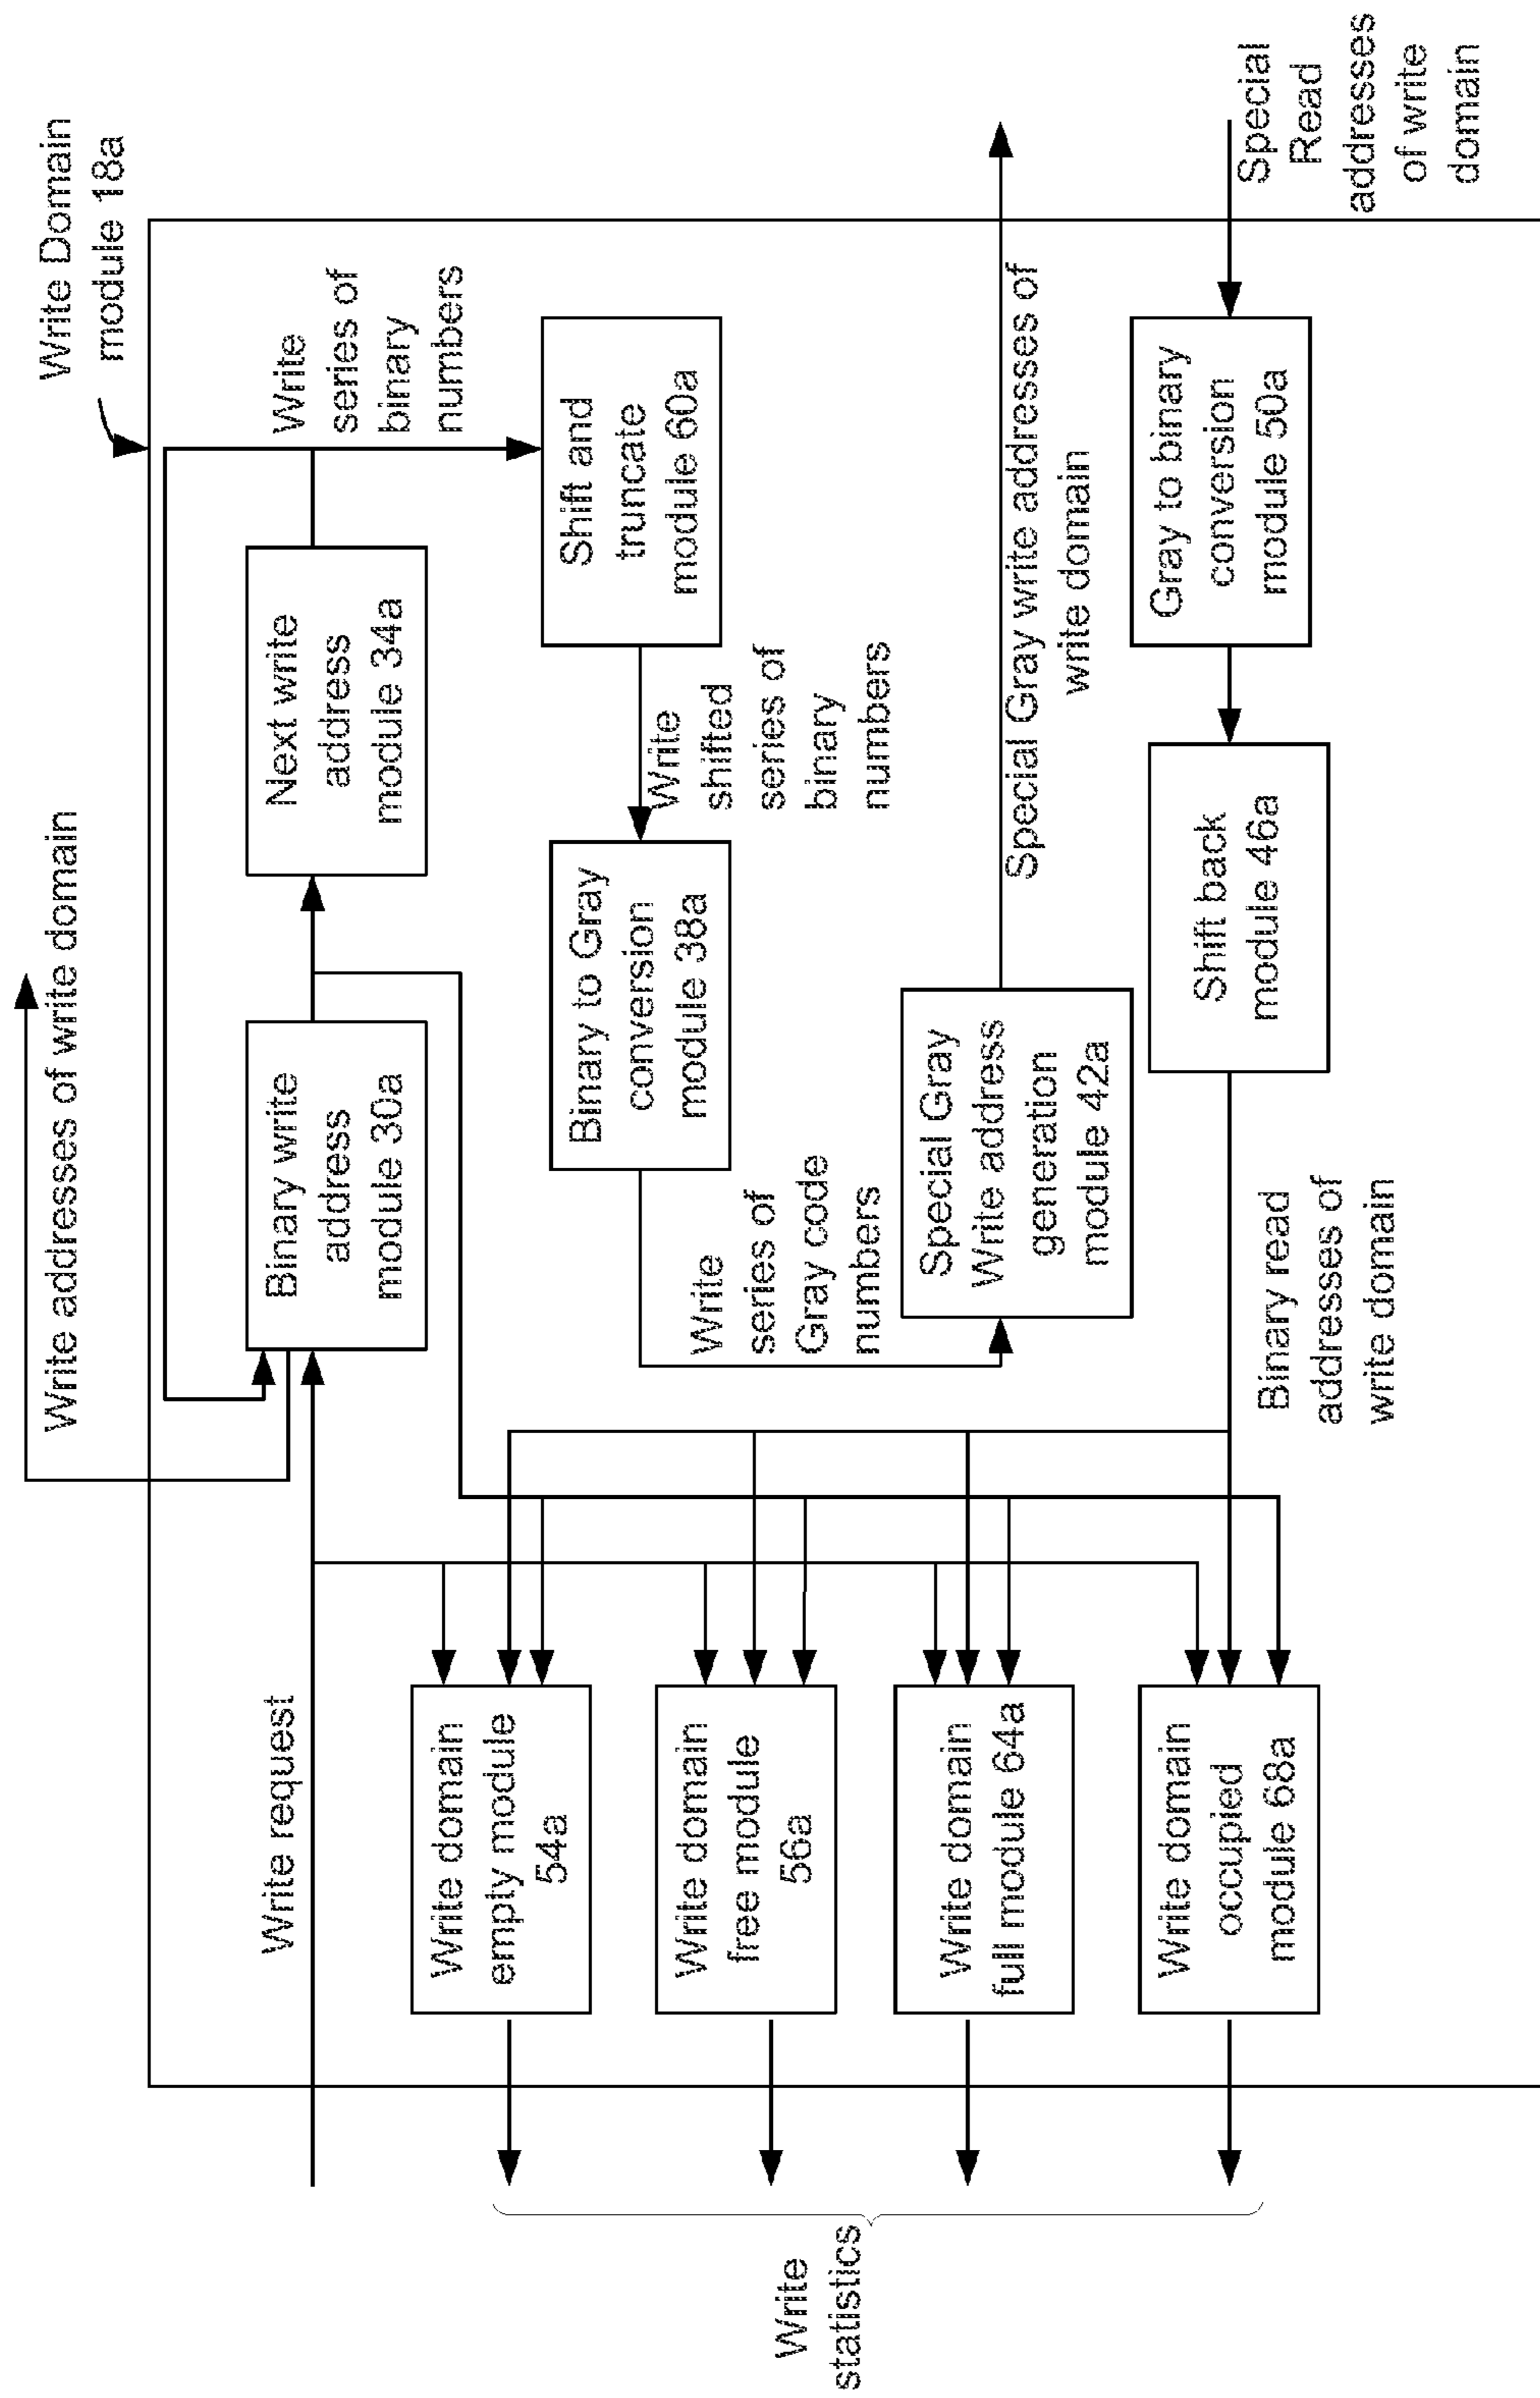 Write Domain
module 18a
Write addresses of write domain
Write request
Binary write
address
module 30a
Next write
address
module 34a
Write
series of
binary
numbers
Shift and
truncate
module 60a
Write
shifted
series of
binary
numbers
Binary to Gray
conversion
module 38a
Write
series of
Gray code
numbers
Special Gray
Write address
generation
module 42a
Special Gray write addresses of
write domain
Special
Read
addresses
of write
domain
Gray to binary
conversion
module 50a
Shift back
module 46a
Binary read
addresses of
write domain
Write domain
empty module
54a
Write domain
free module
56a
Write domain
full module 64a
Write domain
occupied
module 68a
Write
statistics